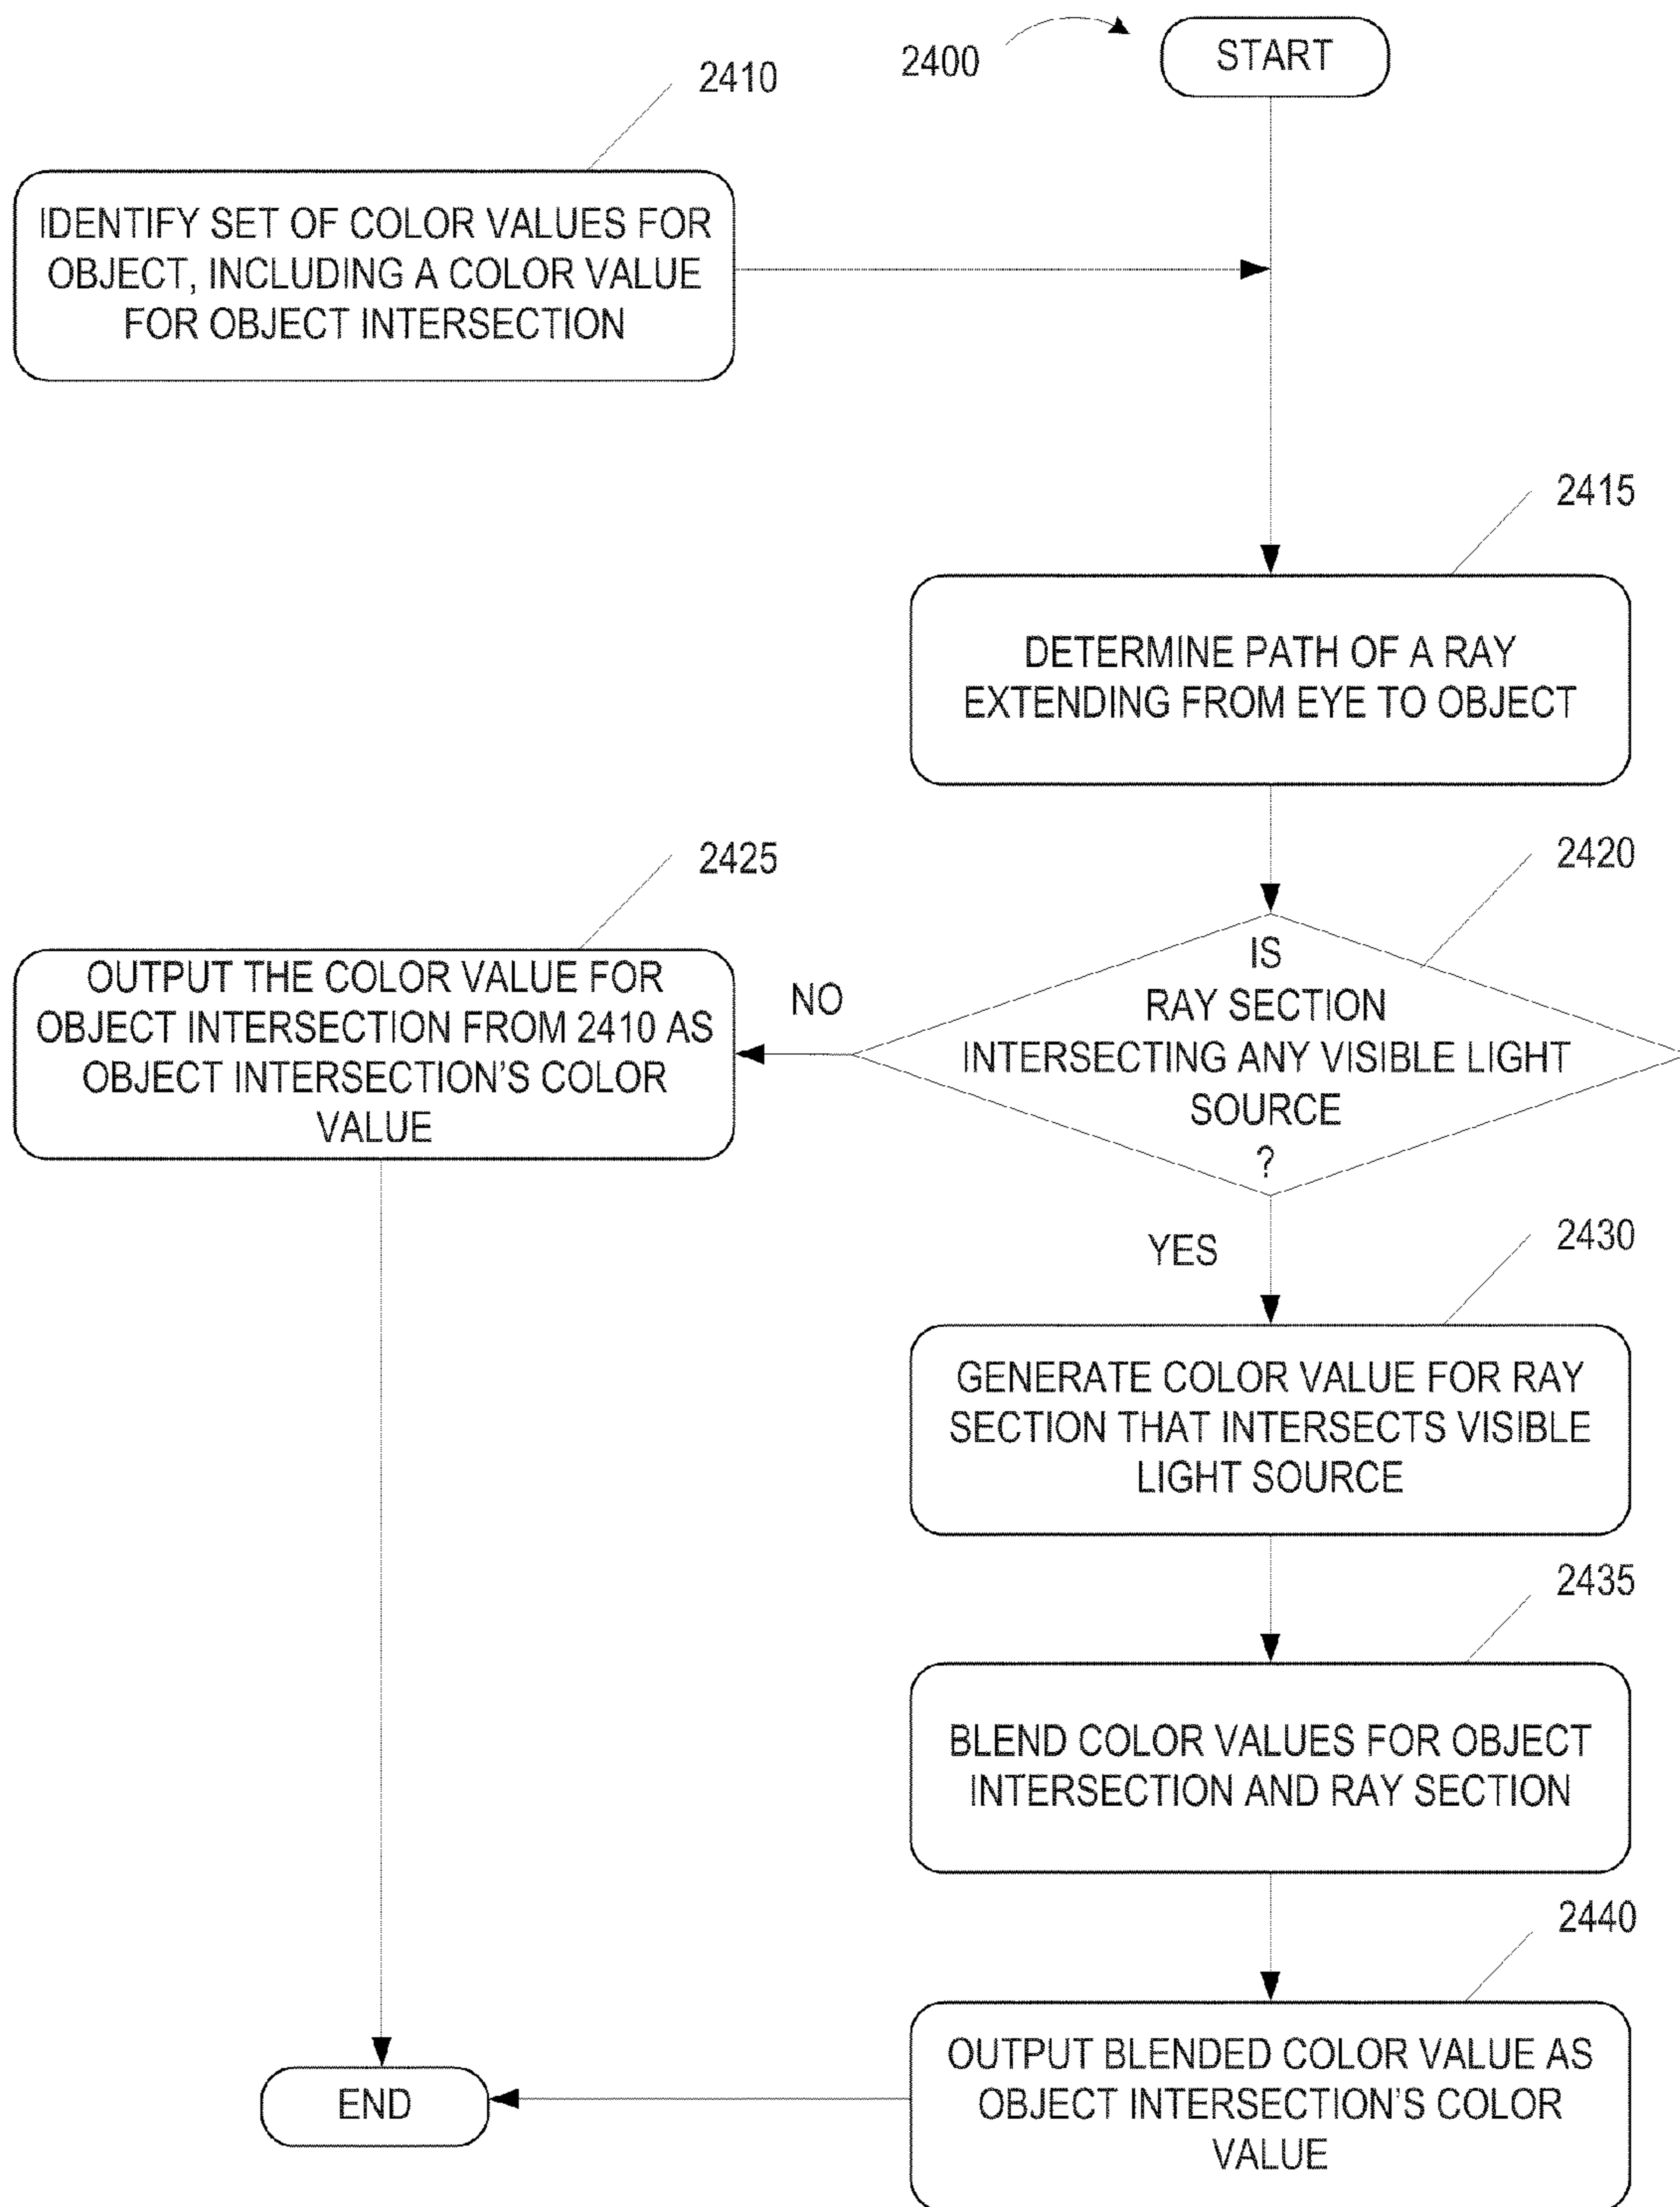 2400
START
2410
IDENTIFY SET OF COLOR VALUES FOR
OBJECT, INCLUDING A COLOR VALUE
FOR OBJECT INTERSECTION
2415
DETERMINE PATH OF A RAY
EXTENDING FROM EYE TO OBJECT
2420
IS
RAY SECTION
INTERSECTING ANY VISIBLE LIGHT
SOURCE
?
NO
2425
OUTPUT THE COLOR VALUE FOR
OBJECT INTERSECTION FROM 2410 AS
OBJECT INTERSECTION'S COLOR
VALUE
YES
2430
GENERATE COLOR VALUE FOR RAY
SECTION THAT INTERSECTS VISIBLE
LIGHT SOURCE
2435
BLEND COLOR VALUES FOR OBJECT
INTERSECTION AND RAY SECTION
2440
OUTPUT BLENDED COLOR VALUE AS
OBJECT INTERSECTION'S COLOR
VALUE
END